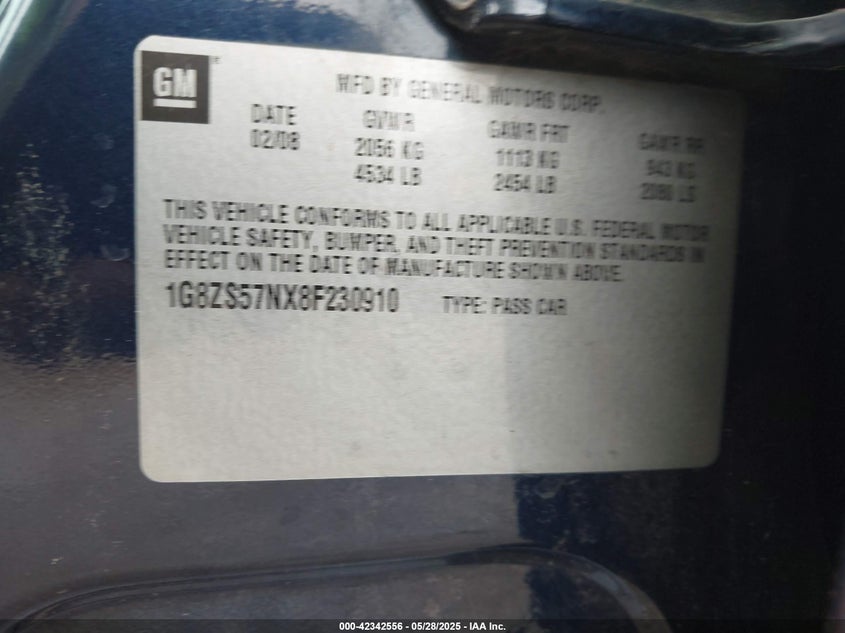 GM
MFD BY GENERAL MOTORS CORP.
DATE GVWR GAWR FRT GAWR RR
02/08 2056 KG 1113 KG 943 KG
4534 LB 2454 LB 2080 LB
THIS VEHICLE CONFORMS TO ALL APPLICABLE U.S. FEDERAL MOTOR
VEHICLE SAFETY, BUMPER, AND THEFT PREVENTION STANDARDS IN
EFFECT ON THE DATE OF MANUFACTURE SHOWN ABOVE.
1G8ZS57NX8F230910 TYPE: PASS CAR
000-42342556 - 05/28/2025 - IAA Inc.